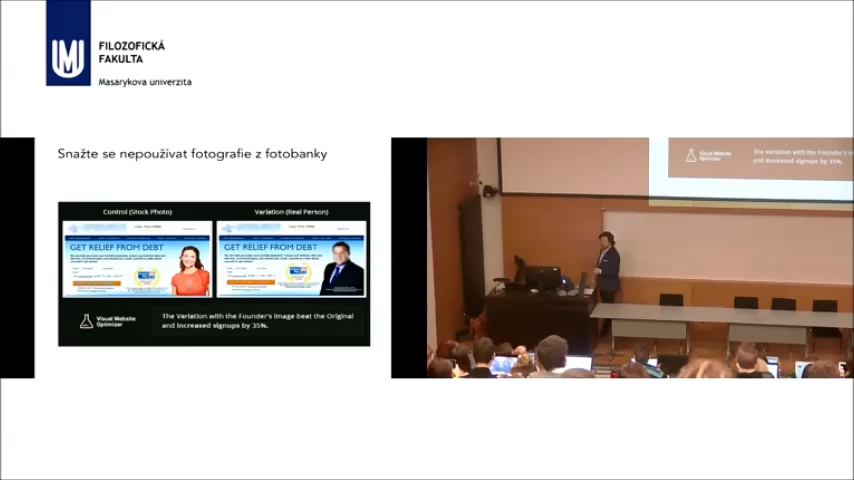 FILOZOFICKÁ
FAKULTA
Masarykova univerzita
Snažte se nepoužívat fotografie z fotobanky
Control (Stock Photo)
Variation (Real Person)
GET RELIEF FROM DEBT
GET RELIEF FROM DEBT
Visual Website
Optimizer
The Variation with the Founder's Image beat the Original
and increased signups by 35%.
Visual Website
Optimizer
The Variation with the Founder's
and increased signups by 35%.